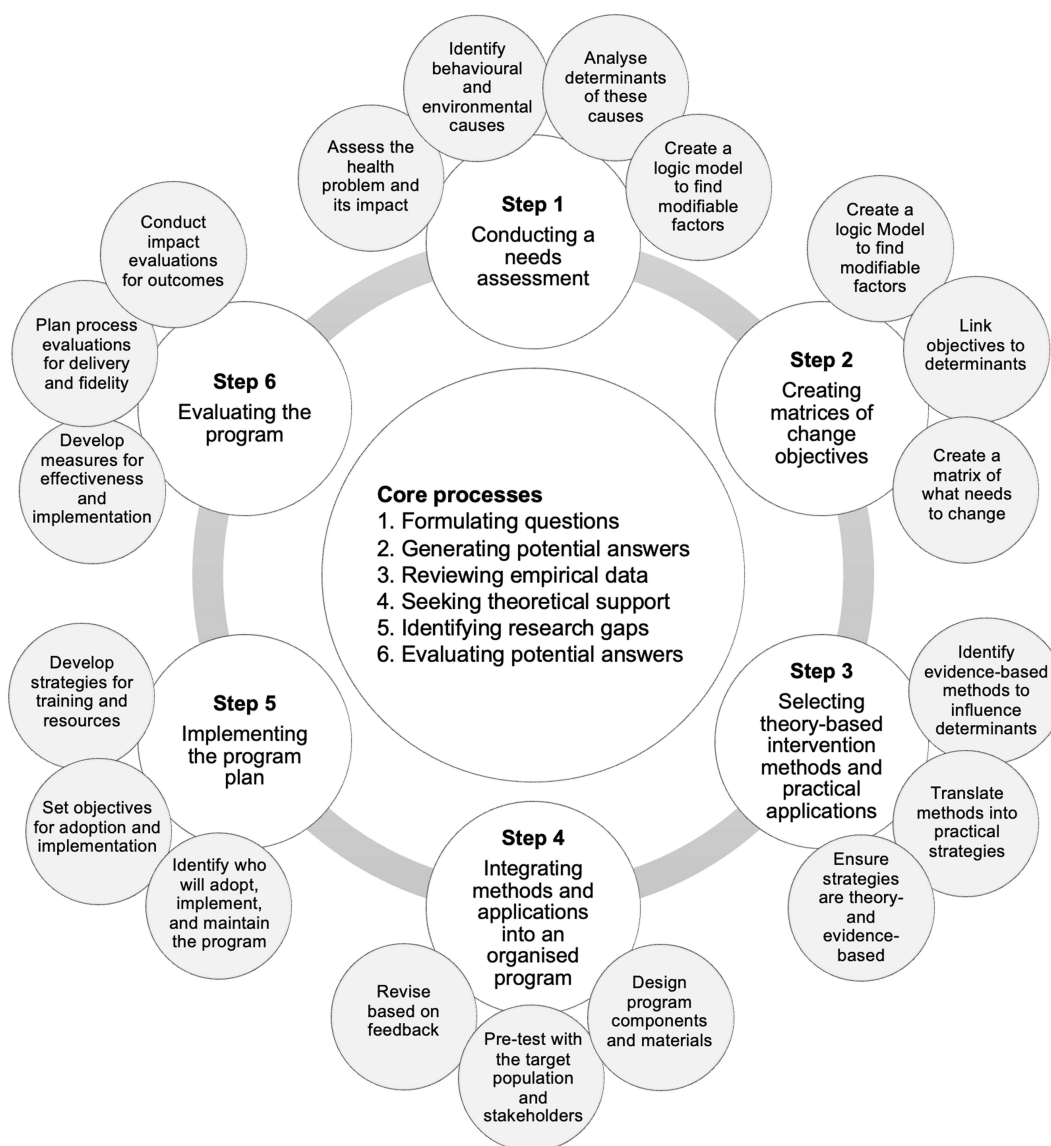 Identify
behavioural
and
environmental
causes
Analyse
determinants
of these
causes
Assess the
health
problem and
its impact
Create a
logic model
to find
modifiable
factors
Step 1
Conducting a
needs
assessment
Create a
logic Model
to find
modifiable
factors
Link
objectives to
determinants
Create a
matrix of
what needs
to change
Step 2
Creating
matrices of
change
objectives
Conduct
impact
evaluations
for outcomes
Plan process
evaluations
for delivery
and fidelity
Develop
measures for
effectiveness
and
implementation
Step 6
Evaluating the
program
Core processes
1. Formulating questions
2. Generating potential answers
3. Reviewing empirical data
4. Seeking theoretical support
5. Identifying research gaps
6. Evaluating potential answers
Step 3
Selecting
theory-based
intervention
methods and
practical
applications
Identify
evidence-based
methods to
influence
determinants
Translate
methods into
practical
strategies
Ensure
strategies
are theory-
and
evidence-
based
Step 4
Integrating
methods and
applications
into an
organised
program
Design
program
components
and materials
Pre-test with
the target
population
and
stakeholders
Revise
based on
feedback
Step 5
Implementing
the program
plan
Identify who
will adopt,
implement,
and maintain
the program
Set objectives
for adoption and
implementation
Develop
strategies for
training and
resources